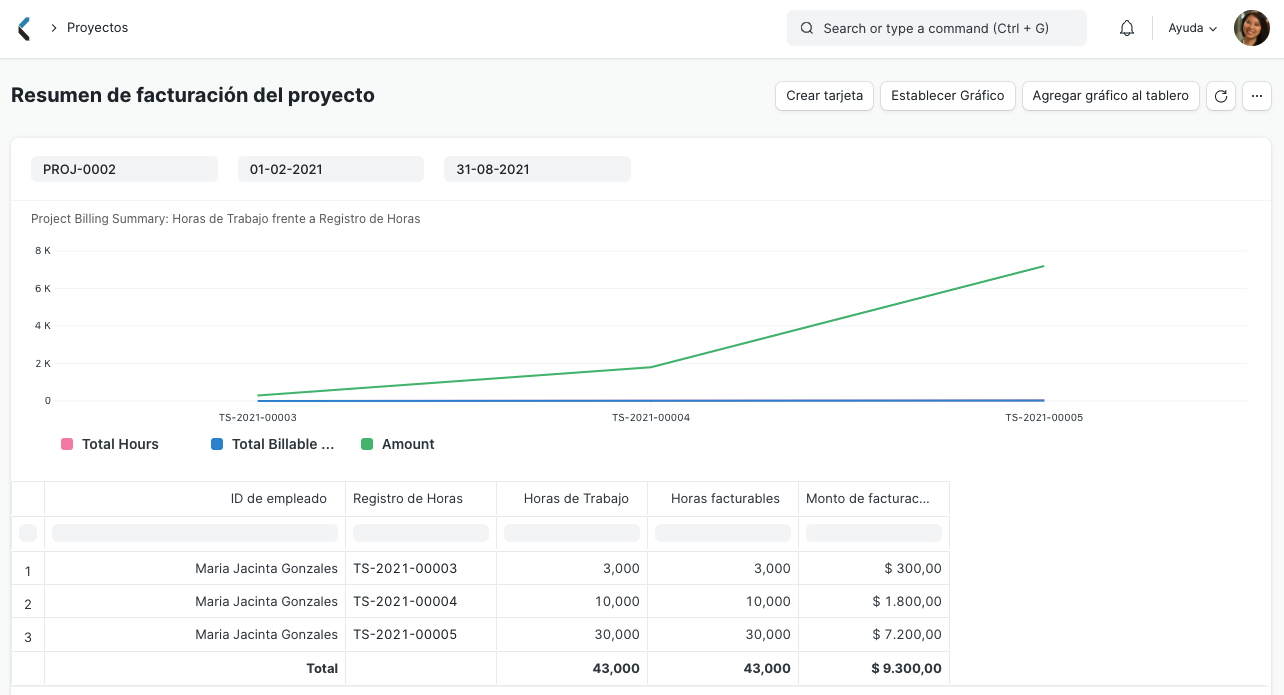 Proyectos
Search or type a command (Ctrl + G)
Ayuda
Resumen de facturación del proyecto
Crear tarjeta
Establecer Gráfico
Agregar gráfico al tablero
PROJ-0002
01-02-2021
31-08-2021
Project Billing Summary: Horas de Trabajo frente a Registro de Horas
8 K
6 K
4 K
2 K
0
TS-2021-00003 TS-2021-00004 TS-2021-00005
Total Hours Total Billable ... Amount
ID de empleado Registro de Horas Horas de Trabajo Horas facturables Monto de facturac...
1 Maria Jacinta Gonzales TS-2021-00003 3,000 3,000 $ 300,00
2 Maria Jacinta Gonzales TS-2021-00004 10,000 10,000 $ 1.800,00
3 Maria Jacinta Gonzales TS-2021-00005 30,000 30,000 $ 7.200,00
Total 43,000 43,000 $ 9.300,00